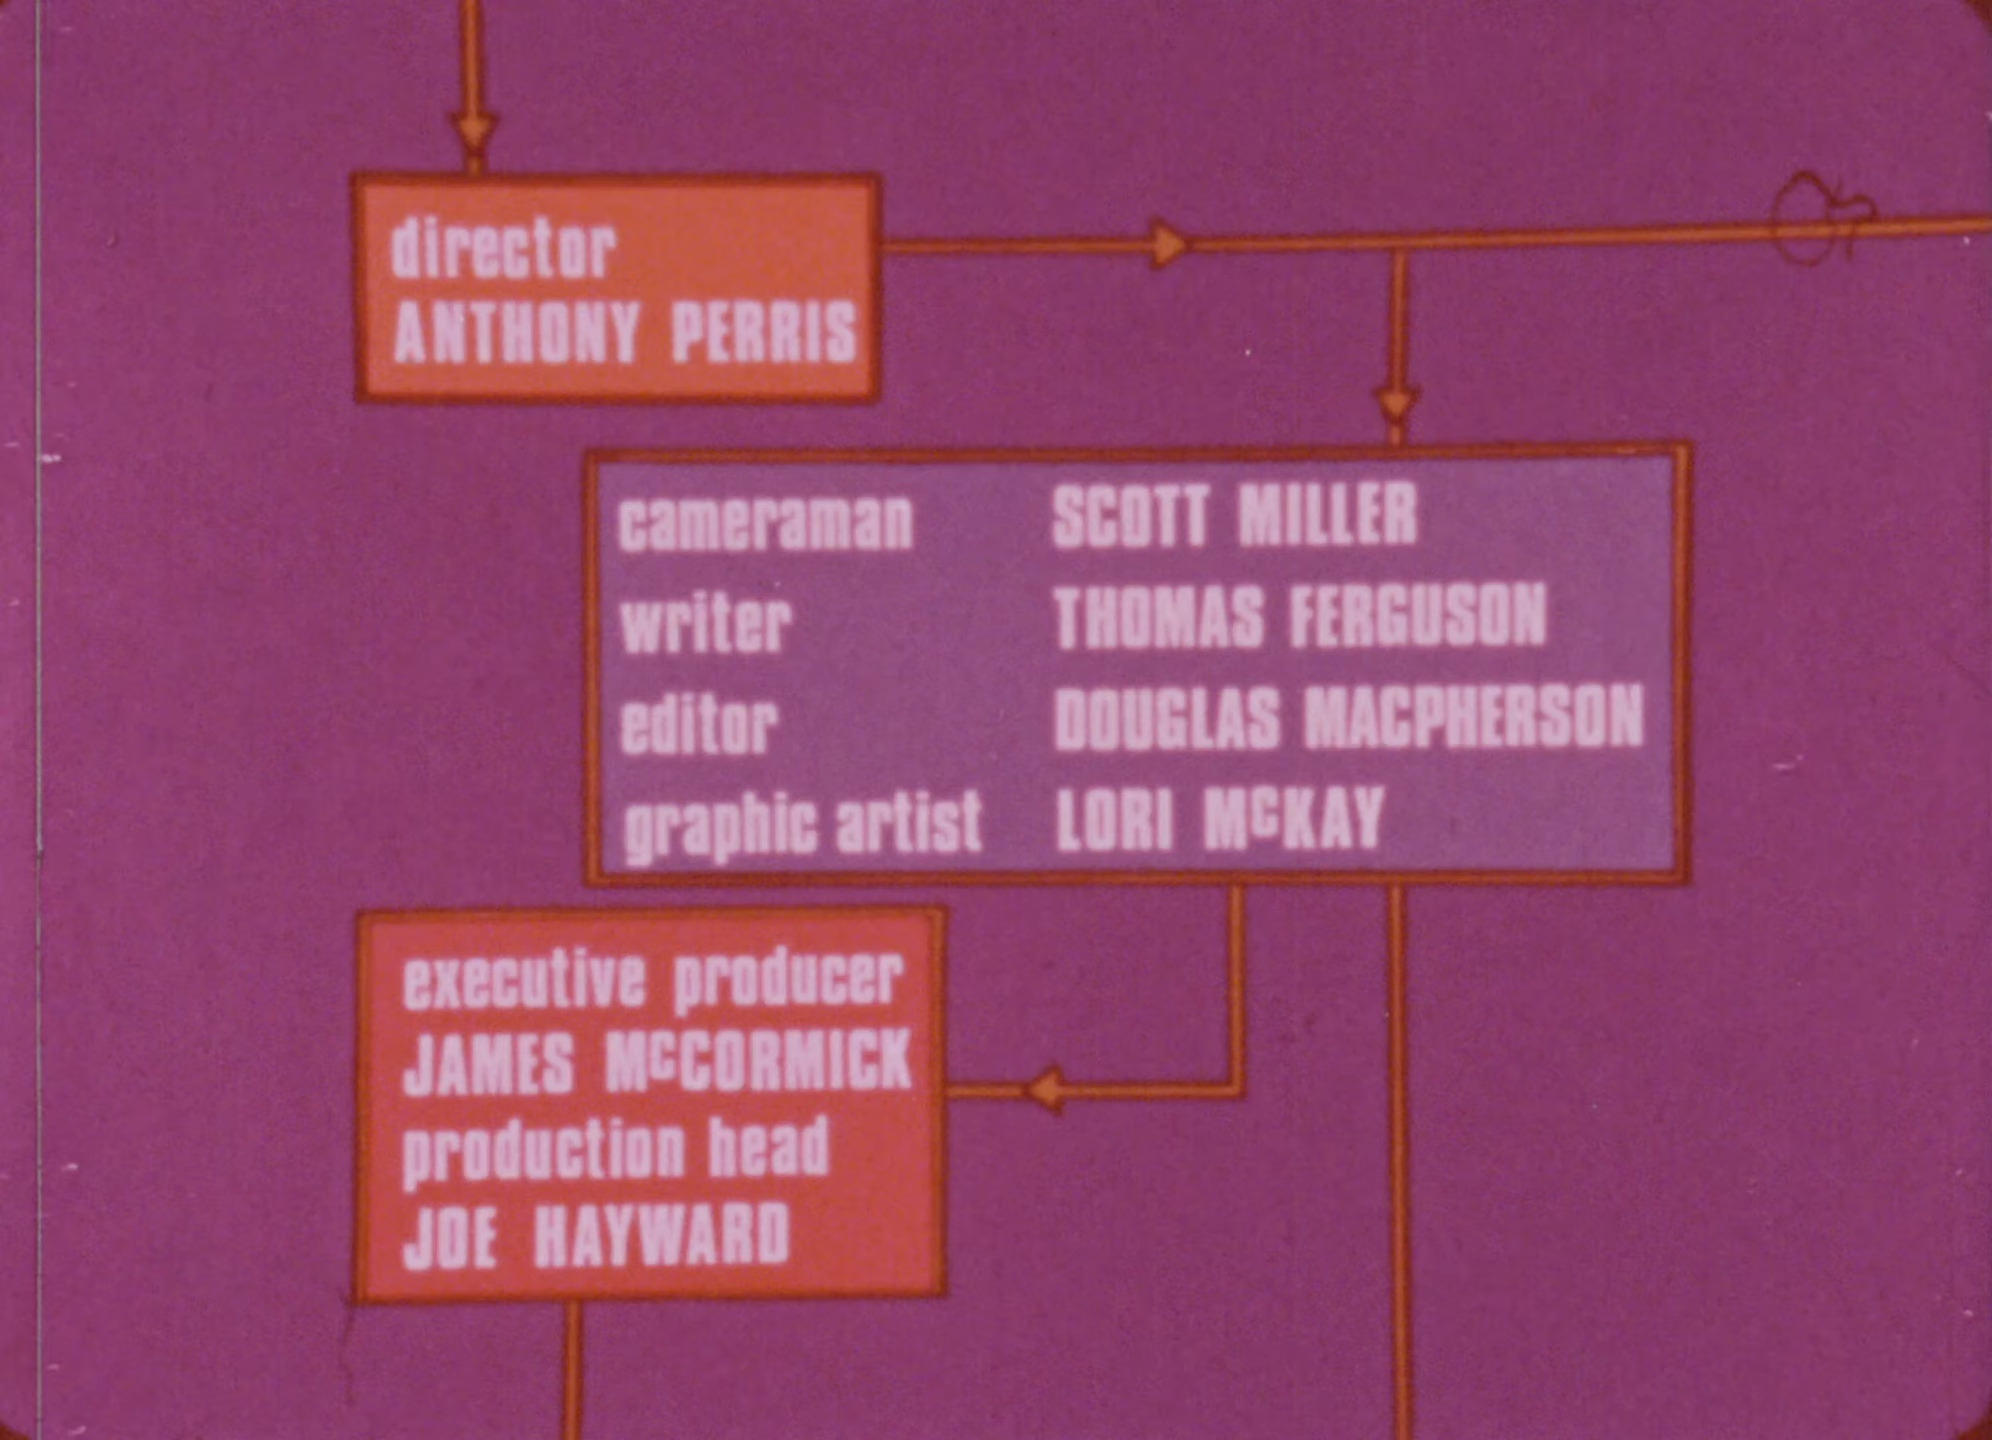 director
ANTHONY PERRIS
cameraman SCOTT MILLER
writer THOMAS FERGUSON
editor DOUGLAS MACPHERSON
graphic artist LORI McKAY
executive producer
JAMES McCORMICK
production head
JOE HAYWARD